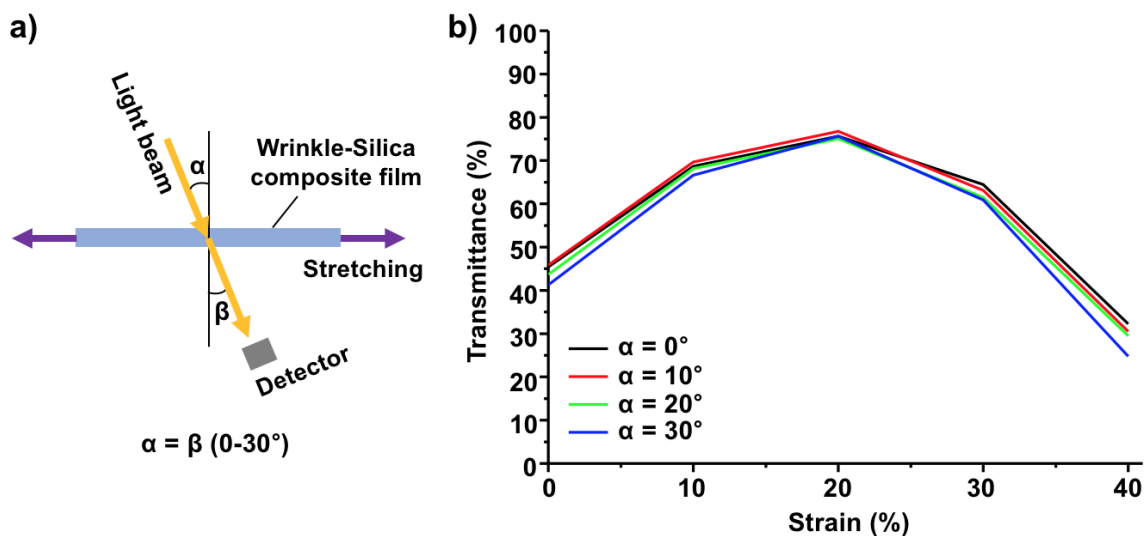 a)
Light beam
α
Wrinkle-Silica
composite film
Stretching
β
Detector
α = β (0-30°)
b)
Transmittance (%)
100
90
80
70
60
50
40
30
20
10
0
α = 0°
α = 10°
α = 20°
α = 30°
0 10 20 30 40
Strain (%)